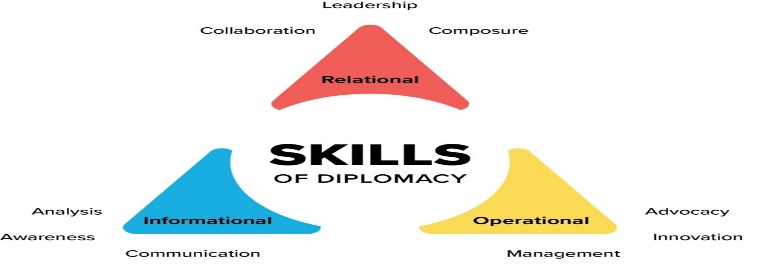 Leadership
Collaboration
Composure
Relational
SKILLS
OF DIPLOMACY
Analysis
Informational
Awareness
Communication
Operational
Advocacy
Innovation
Management